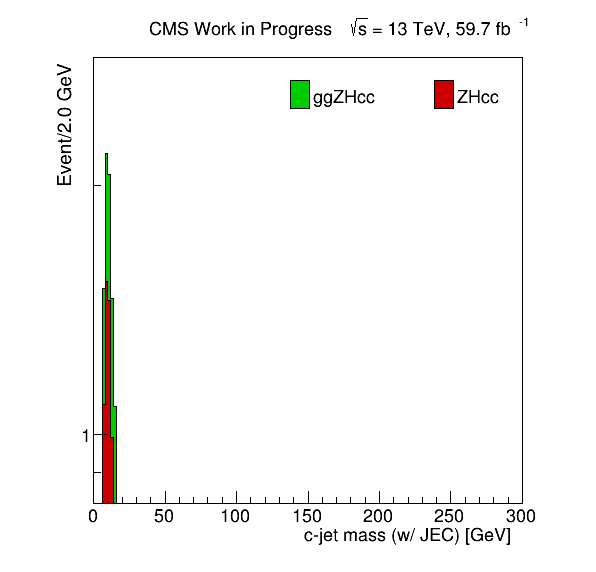 CMS Work in Progress √s = 13 TeV, 59.7 fb -1
Event/2.0 GeV
ggZHcc ZHcc
1
0 50 100 150 200 250 300
c-jet mass (w/ JEC) [GeV]